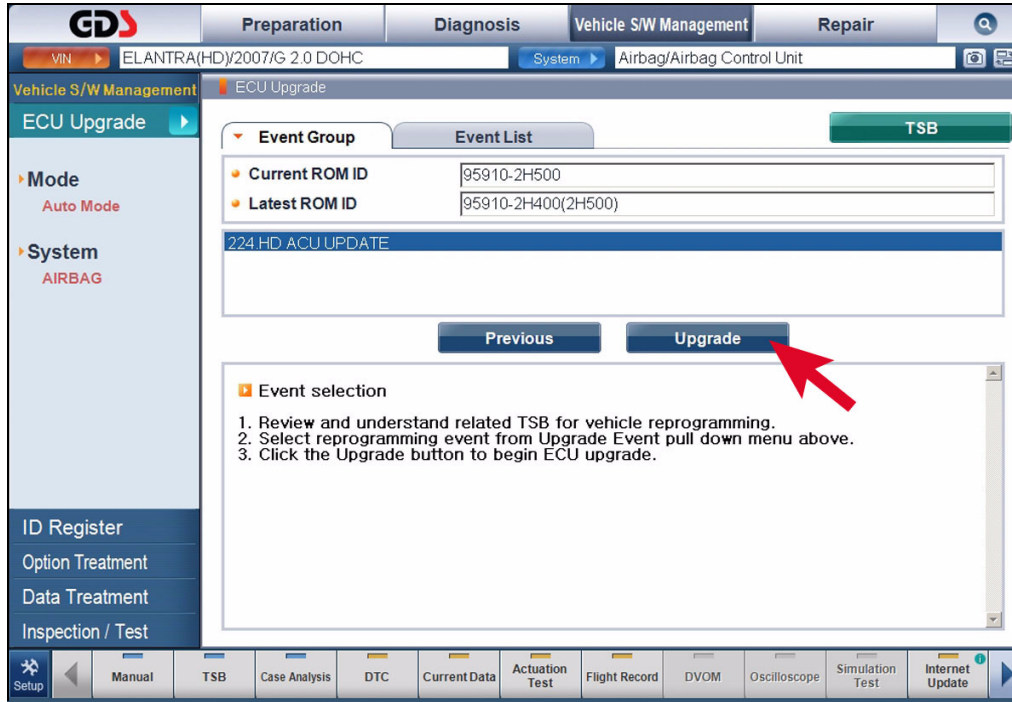 GDS
Preparation
Diagnosis
Vehicle S/W Management
Repair
VIN
ELANTRA(HD)/2007/G 2.0 DOHC
System
Airbag/Airbag Control Unit
Vehicle S/W Management
ECU Upgrade
ECU Upgrade
Event Group
Event List
TSB
Mode
Auto Mode
System
AIRBAG
Current ROM ID
95910-2H500
Latest ROM ID
95910-2H400(2H500)
224.HD ACU UPDATE
Previous
Upgrade
Event selection
1. Review and understand related TSB for vehicle reprogramming.
2. Select reprogramming event from Upgrade Event pull down menu above.
3. Click the Upgrade button to begin ECU upgrade.
ID Register
Option Treatment
Data Treatment
Inspection / Test
Setup
Manual
TSB
Case Analysis
DTC
Current Data
Actuation
Test
Flight Record
DVOM
Oscilloscope
Simulation
Test
Internet
Update